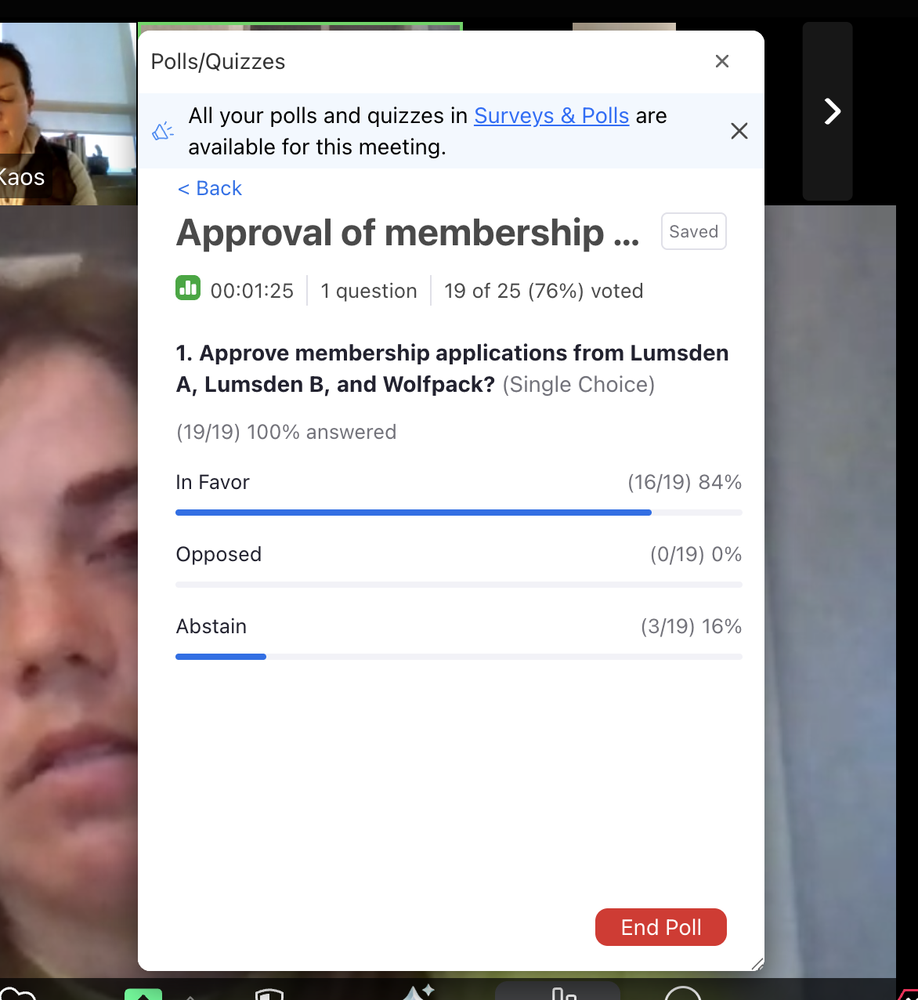 Polls/Quizzes
All your polls and quizzes in Surveys & Polls are
available for this meeting.
Kaos
< Back
Approval of membership ...
Saved
00:01:25
1 question
19 of 25 (76%) voted
1. Approve membership applications from Lumsden
A, Lumsden B, and Wolfpack? (Single Choice)
(19/19) 100% answered
In Favor
(16/19) 84%
Opposed
(0/19) 0%
Abstain
(3/19) 16%
End Poll